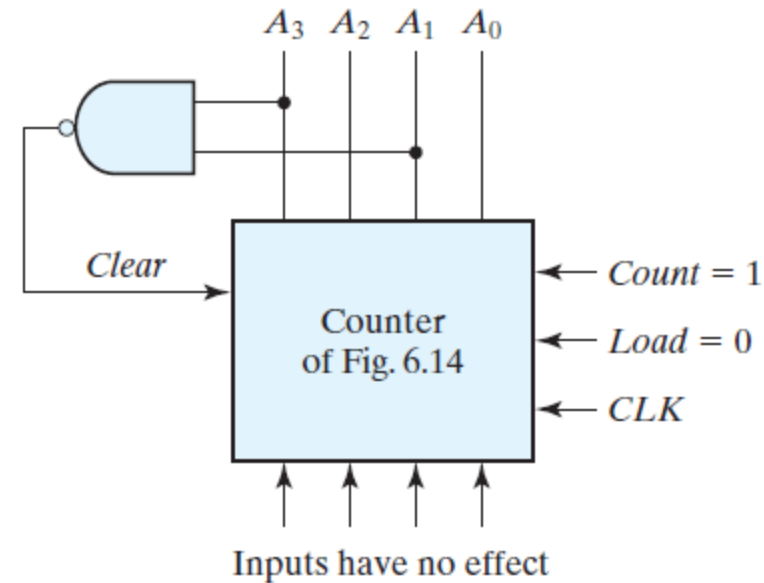 A₃ A₂ A₁ A₀
Clear
Count = 1
Counter
of Fig. 6.14
Load = 0
CLK
Inputs have no effect